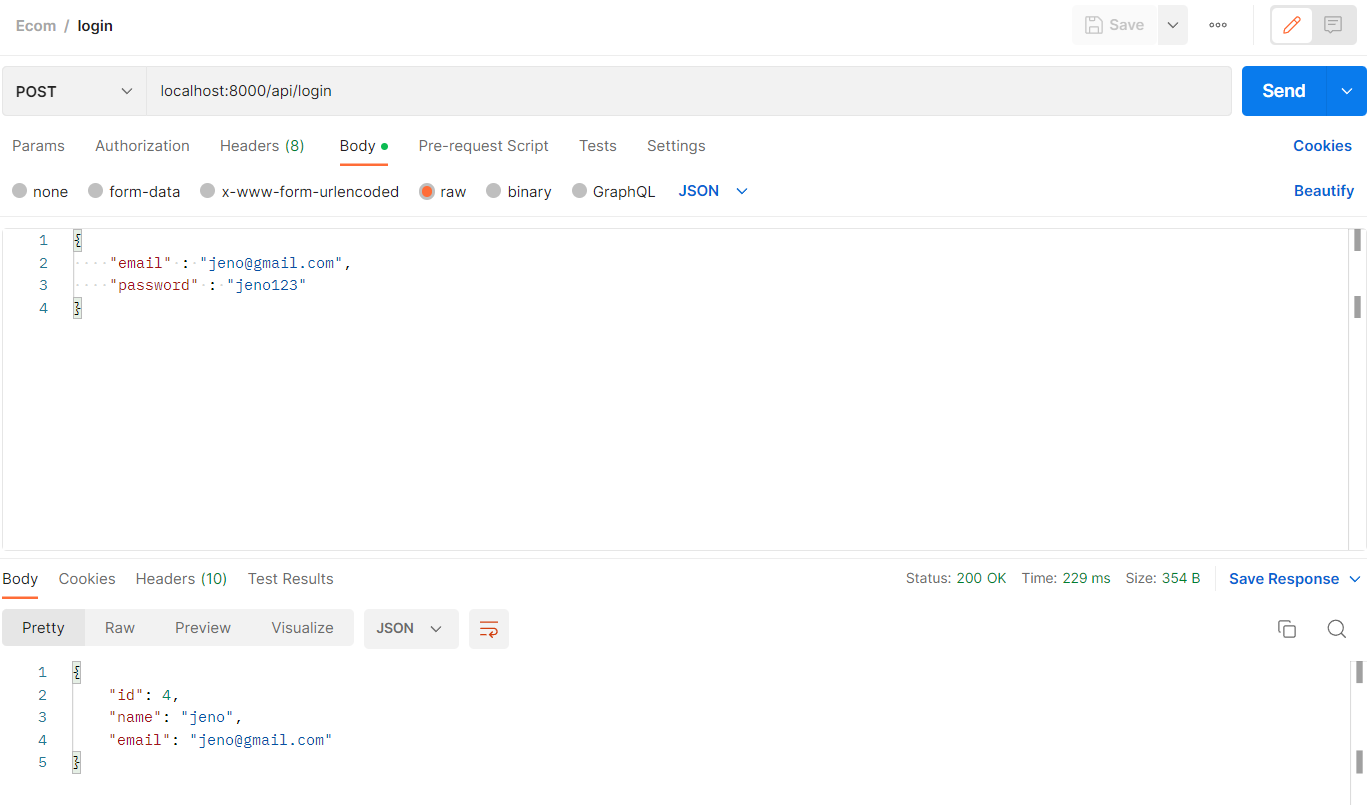 Ecom / login
Save
POST
localhost:8000/api/login
Send
Params Authorization Headers (8) Body Pre-request Script Tests Settings Cookies
none form-data x-www-form-urlencoded raw binary GraphQL JSON Beautify
1 {
2 "email" : "jeno@gmail.com",
3 "password" : "jeno123"
4 }
Body Cookies Headers (10) Test Results Status: 200 OK Time: 229 ms Size: 354 B Save Response
Pretty Raw Preview Visualize JSON
1 {
2 "id": 4,
3 "name": "jeno",
4 "email": "jeno@gmail.com"
5 }